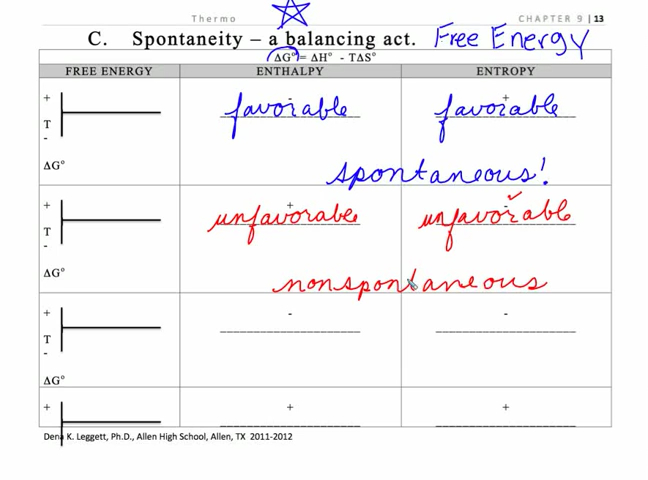 Thermo CHAPTER 9 | 13
C. Spontaneity – a balancing act. Free Energy
ΔG° = ΔH° - TΔS°
FREE ENERGY ENTHALPY ENTROPY
+ favorable + favorable
T
-
ΔG° spontaneous!
+ + unfavorable - unfavorable
T
-
ΔG° nonspontaneous
+ - -
T
-
ΔG°
+ + +
Dena K. Leggett, Ph.D., Allen High School, Allen, TX 2011-2012